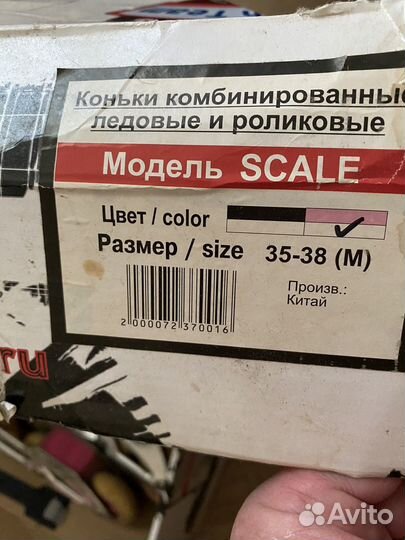 Коньки комбинированные
ледовые и роликовые
Модель SCALE
Цвет / color
Размер / size 35-38 (M)
Произв.:
Китай
2 000072 370016
ru
Avito